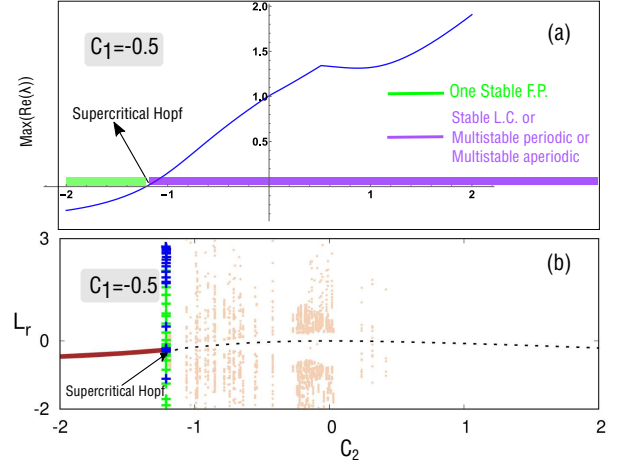 2.0
(a)
C1=-0.5
1.5
Max(Re(λ))
Supercritical Hopf
1.0
One Stable F.P.
Stable L.C. or
0.5
Multistable periodic or
Multistable aperiodic
-2 -1 1 2
3
(b)
C1=-0.5
Lr
0
Supercritical Hopf
-2
-2 -1 0 1 2
C2